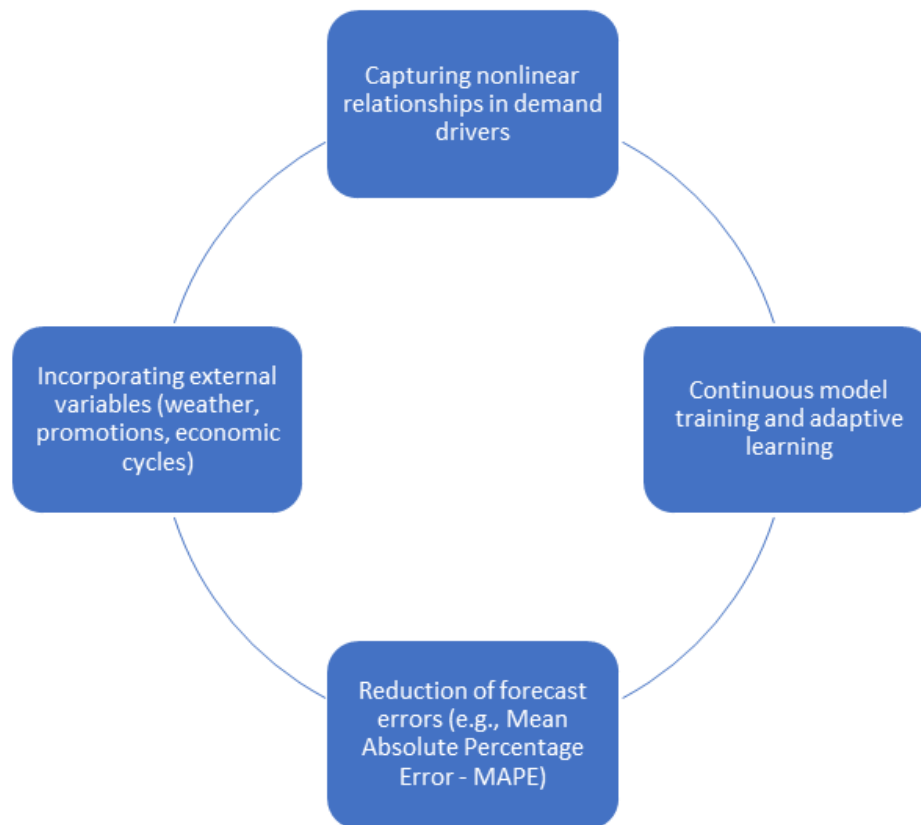 Capturing nonlinear
relationships in demand
drivers
Incorporating external
variables (weather,
promotions, economic
cycles)
Continuous model
training and adaptive
learning
Reduction of forecast
errors (e.g., Mean
Absolute Percentage
Error - MAPE)